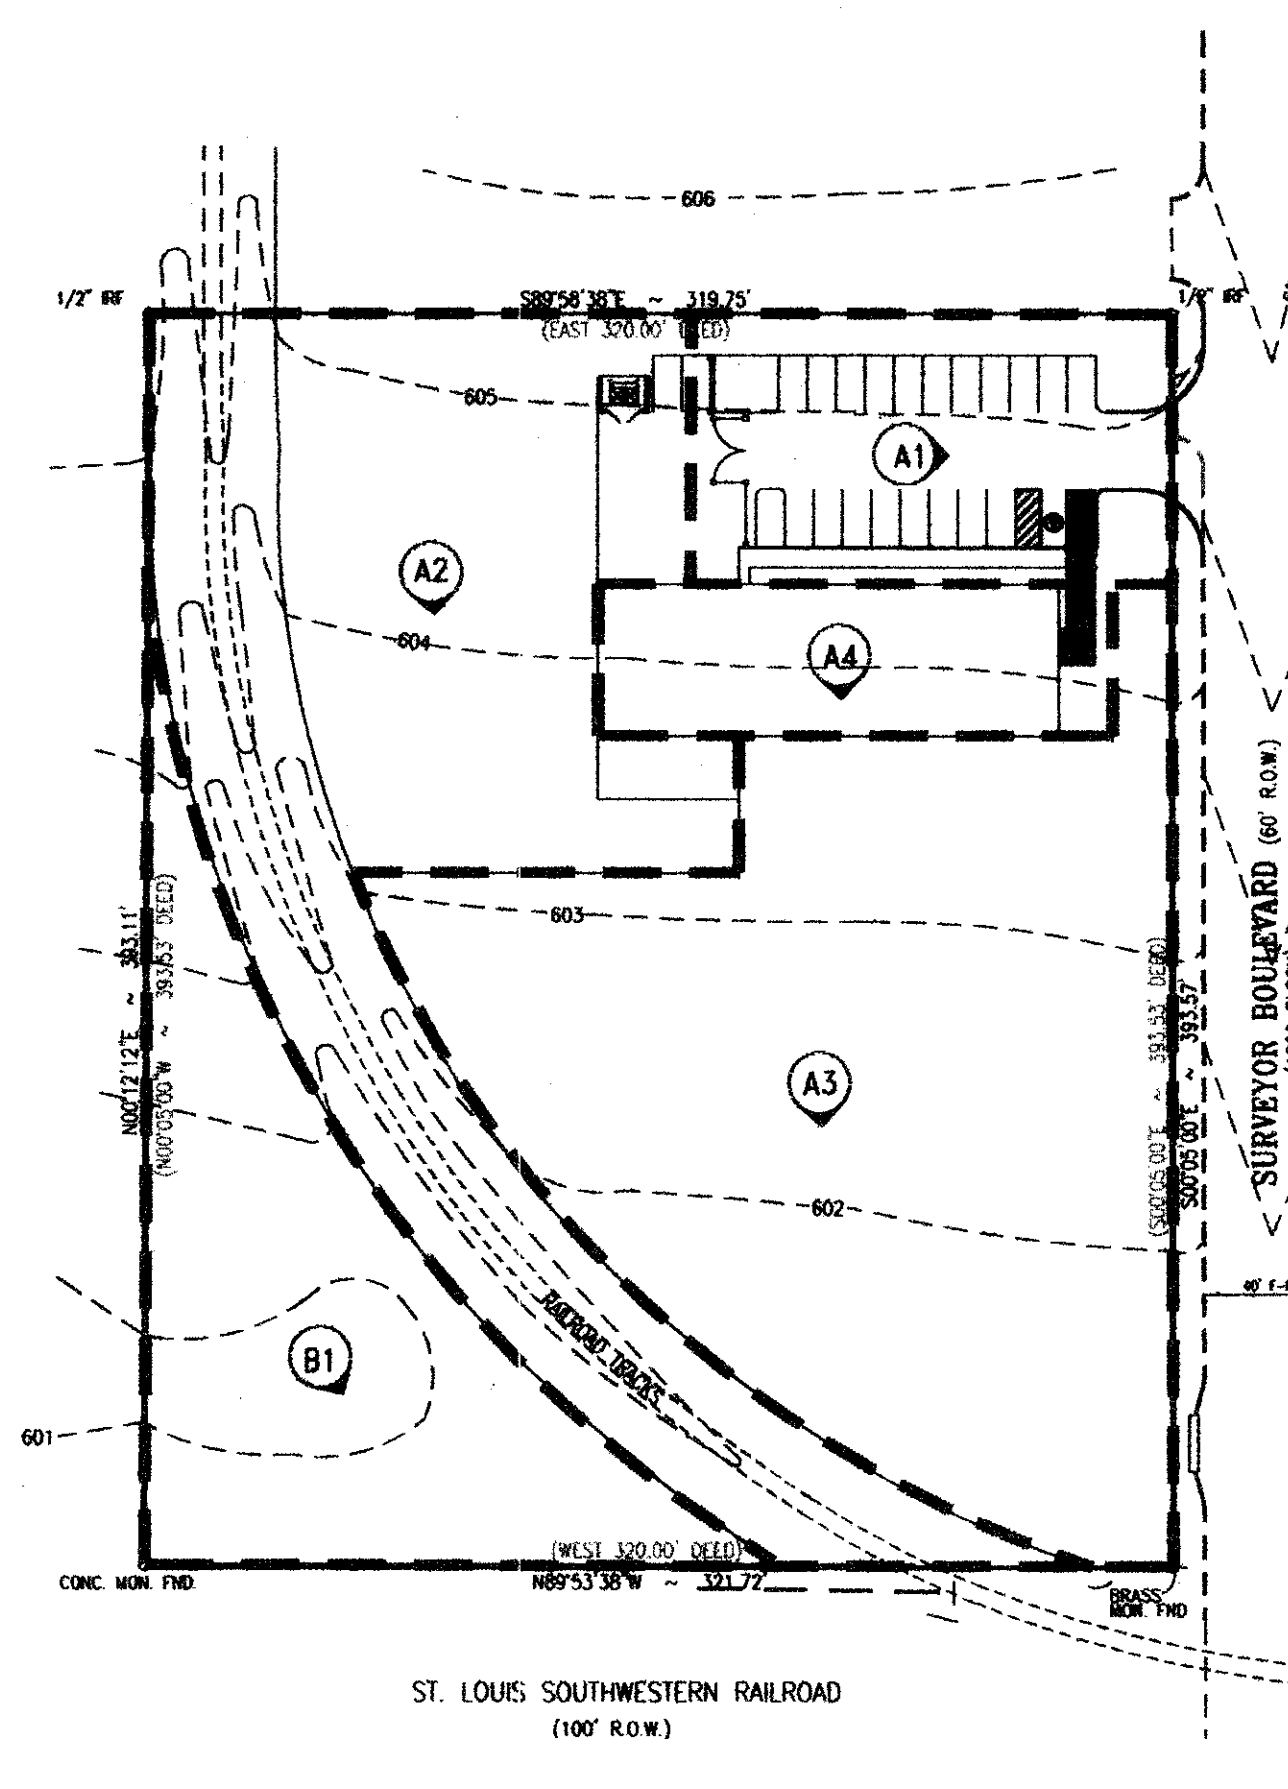 606
1/2" IRF
S89°58'38"E ~ 319.75'
1/2" IRF
(EAST 320.00' DEED)
605
A1
A2
604
A4
603
N00°12'12"E ~ 393.11'
(N00°05'00"W ~ 393.53' DEED)
A3
(S00°05'00"E ~ 393.53' DEED)
S00°05'00"E ~ 393.57'
SURVEYOR BOULEVARD (60' R.O.W.)
602
RAILROAD TRACKS
B1
601
(WEST 320.00' DEED)
CONC. MON. FND.
N89°53'38"W ~ 321.72'
BRASS
MON. FND
ST. LOUIS SOUTHWESTERN RAILROAD
(100' R.O.W.)